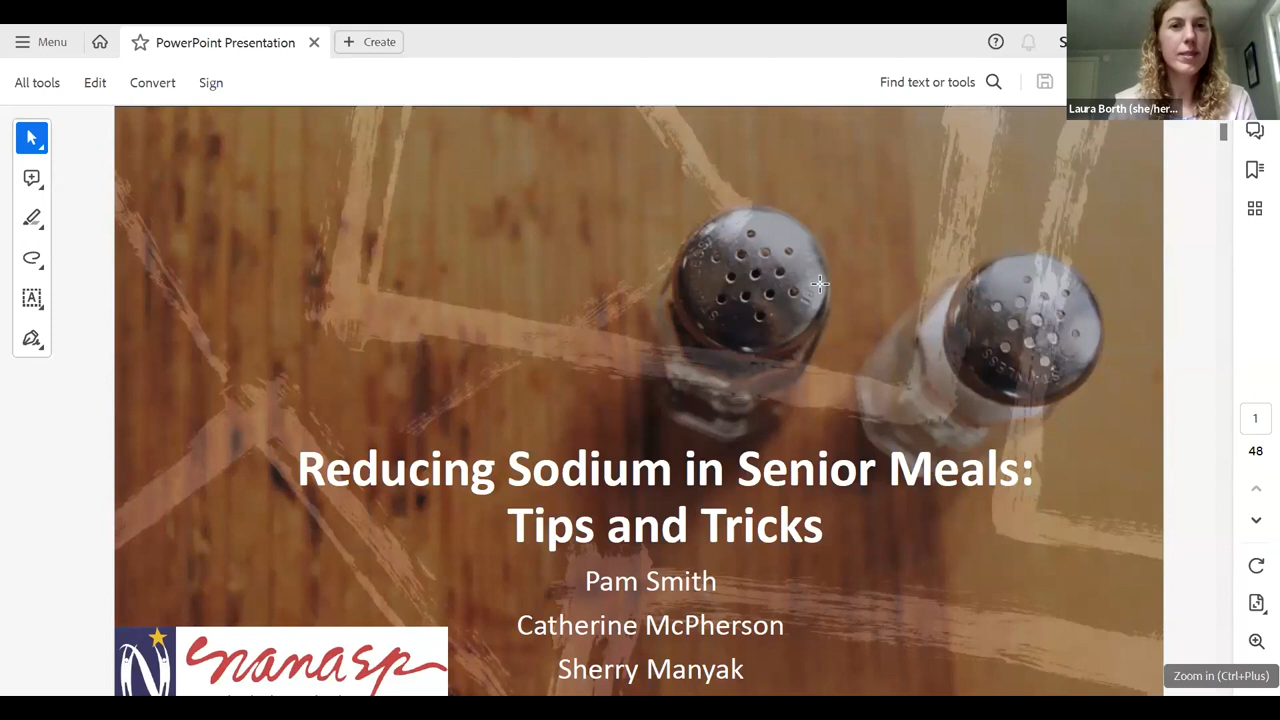 Menu
PowerPoint Presentation
Create
S
All tools
Edit
Convert
Sign
Find text or tools
Laura Borth (she/her...
Reducing Sodium in Senior Meals:
Tips and Tricks
Pam Smith
Catherine McPherson
Sherry Manyak
nanasp
1
48
Zoom in (Ctrl+Plus)